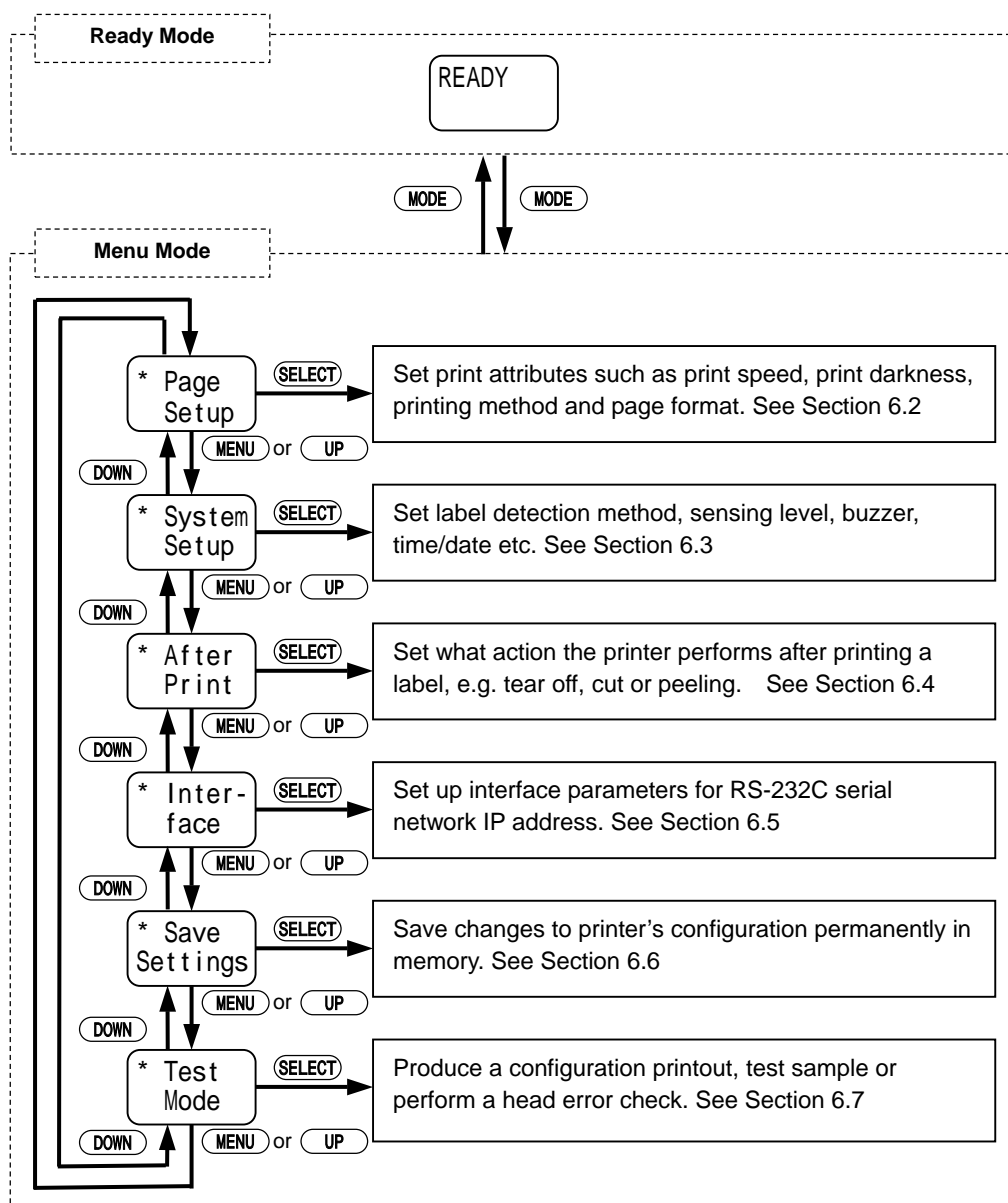 Ready Mode
READY
MODE
MODE
Menu Mode
* Page
Setup
SELECT
Set print attributes such as print speed, print darkness,
printing method and page format. See Section 6.2
MENU or UP
DOWN
* System
Setup
SELECT
Set label detection method, sensing level, buzzer,
time/date etc. See Section 6.3
MENU or UP
DOWN
* After
Print
SELECT
Set what action the printer performs after printing a
label, e.g. tear off, cut or peeling. See Section 6.4
MENU or UP
DOWN
* Inter-
face
SELECT
Set up interface parameters for RS-232C serial
network IP address. See Section 6.5
MENU or UP
DOWN
* Save
Settings
SELECT
Save changes to printer’s configuration permanently in
memory. See Section 6.6
MENU or UP
DOWN
* Test
Mode
SELECT
Produce a configuration printout, test sample or
perform a head error check. See Section 6.7
DOWN
MENU or UP